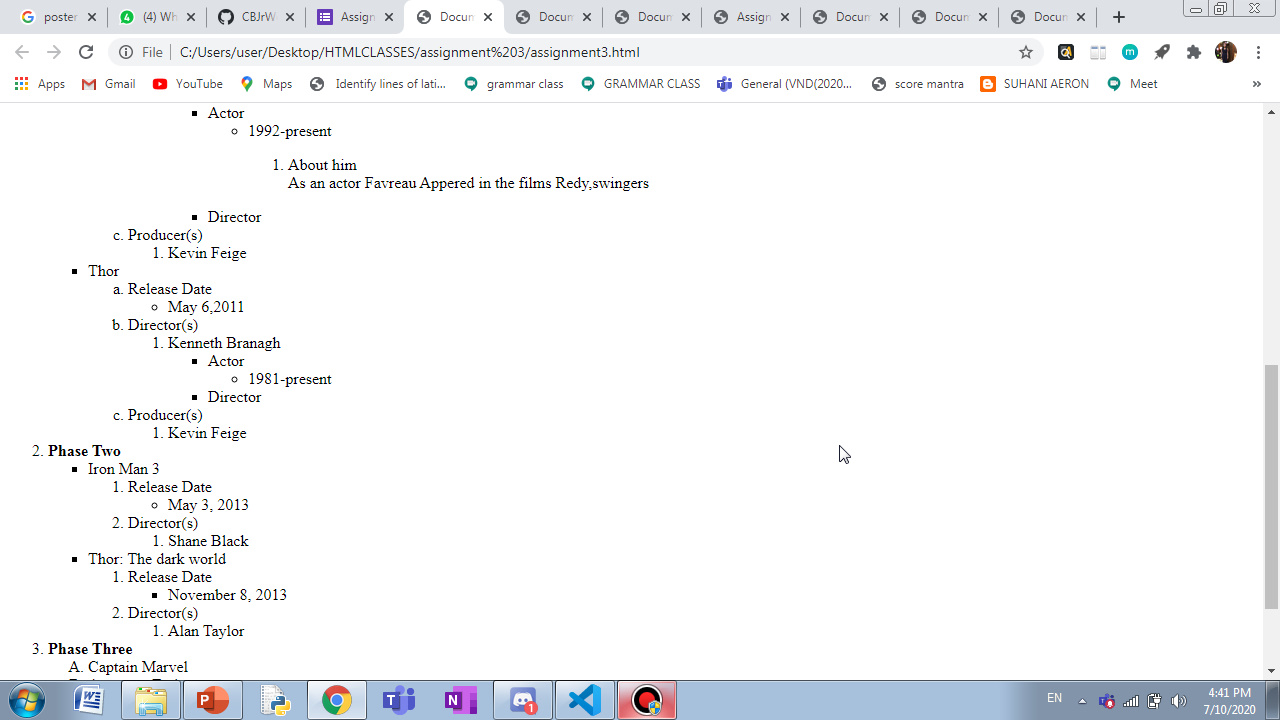 poster
(4) Wh
CBJrW
Assign
Docun
Docun
Docun
Assign
Docun
Docun
Docun
File
C:/Users/user/Desktop/HTMLCLASSES/assignment%203/assignment3.html
Apps
Gmail
YouTube
Maps
Identify lines of lati...
grammar class
GRAMMAR CLASS
General (VND(2020...
score mantra
SUHANI AERON
Meet
»
Actor
1992-present
1. About him
As an actor Favreau Appered in the films Redy,swingers
Director
c. Producer(s)
1. Kevin Feige
Thor
a. Release Date
May 6,2011
b. Director(s)
1. Kenneth Branagh
Actor
1981-present
Director
c. Producer(s)
1. Kevin Feige
2. Phase Two
Iron Man 3
1. Release Date
May 3, 2013
2. Director(s)
1. Shane Black
Thor: The dark world
1. Release Date
November 8, 2013
2. Director(s)
1. Alan Taylor
3. Phase Three
A. Captain Marvel
EN
4:41 PM
7/10/2020